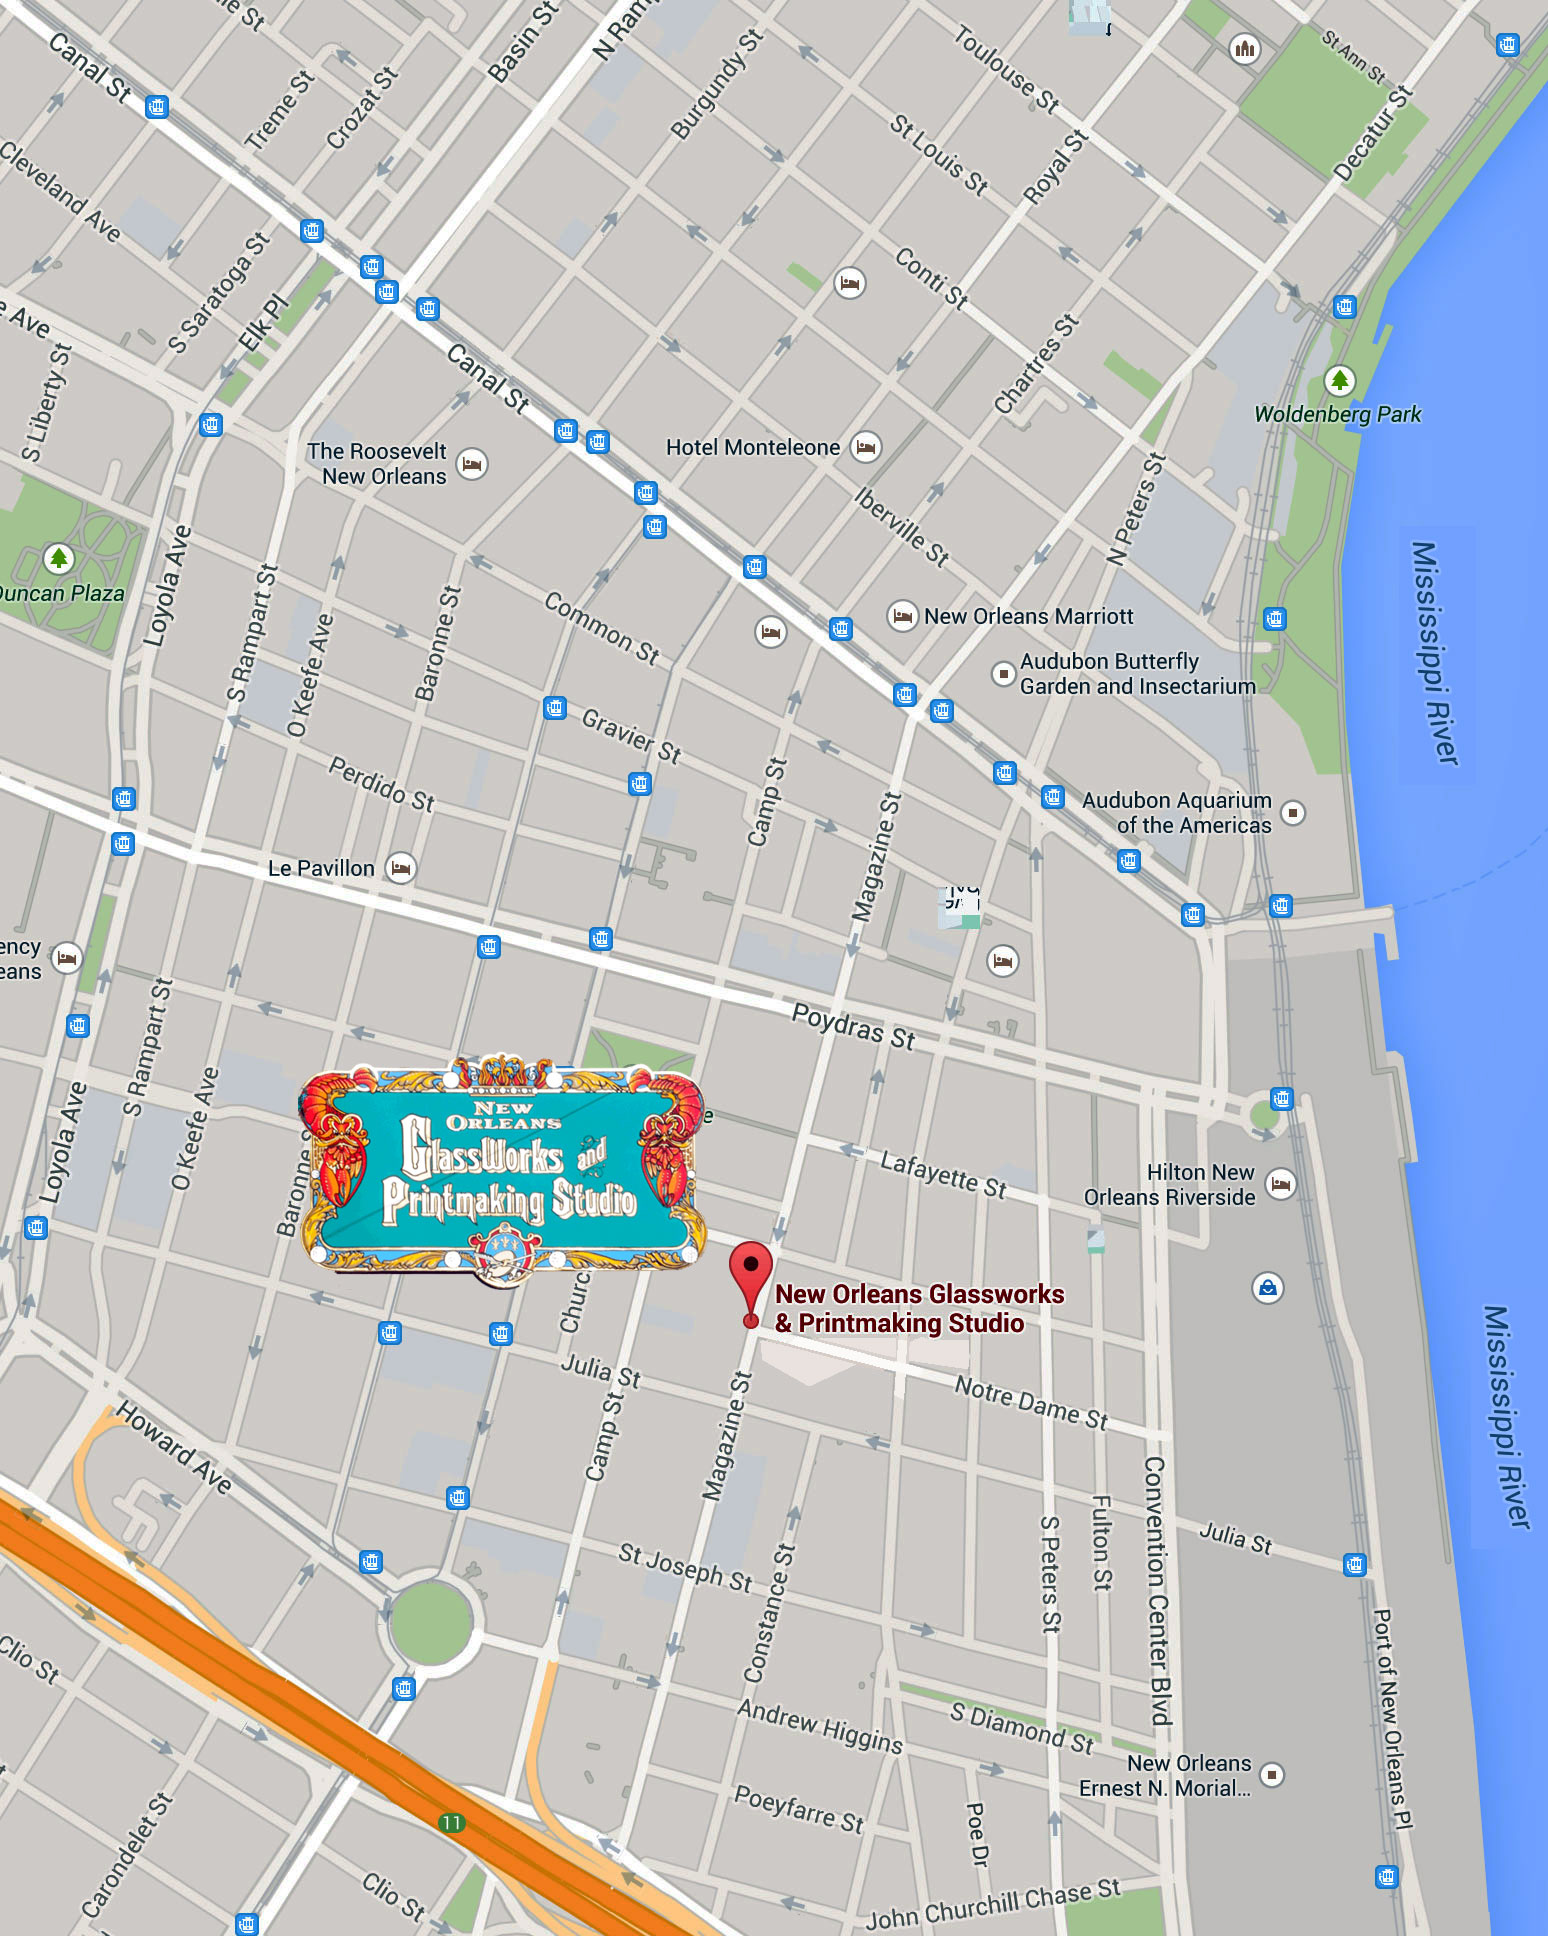 Canal St
Basin St
Burgundy St
Toulouse St
St Ann St
Treme St
Crozat St
St Louis St
Royal St
Decatur St
Cleveland Ave
S Saratoga St
Elk Pl
Conti St
Chartres St
Ave
S Liberty St
Canal St
Woldenberg Park
The Roosevelt
New Orleans
Hotel Monteleone
Iberville St
N Peters St
Loyola Ave
Duncan Plaza
S Rampart St
O Keefe Ave
Baronne St
Common St
New Orleans Marriott
Audubon Butterfly
Garden and Insectarium
Mississippi River
Gravier St
Perdido St
Camp St
Magazine St
Audubon Aquarium
of the Americas
Le Pavillon
Poydras St
S Rampart St
O Keefe Ave
Loyola Ave
Baronne
New
Orleans
GlassWorks and
Printmaking Studio
Lafayette St
Hilton New
Orleans Riverside
New Orleans Glassworks
& Printmaking Studio
Mississippi River
Julia St
Camp St
Magazine St
Notre Dame St
Howard Ave
Convention Center Blvd
Fulton St
S Peters St
Julia St
St Joseph St
Constance St
Port of New Orleans Pl
Clio St
Andrew Higgins
S Diamond St
New Orleans
Ernest N. Morial...
Poeyfarre St
Poe Dr
11
Carondelet St
Clio St
John Churchill Chase St